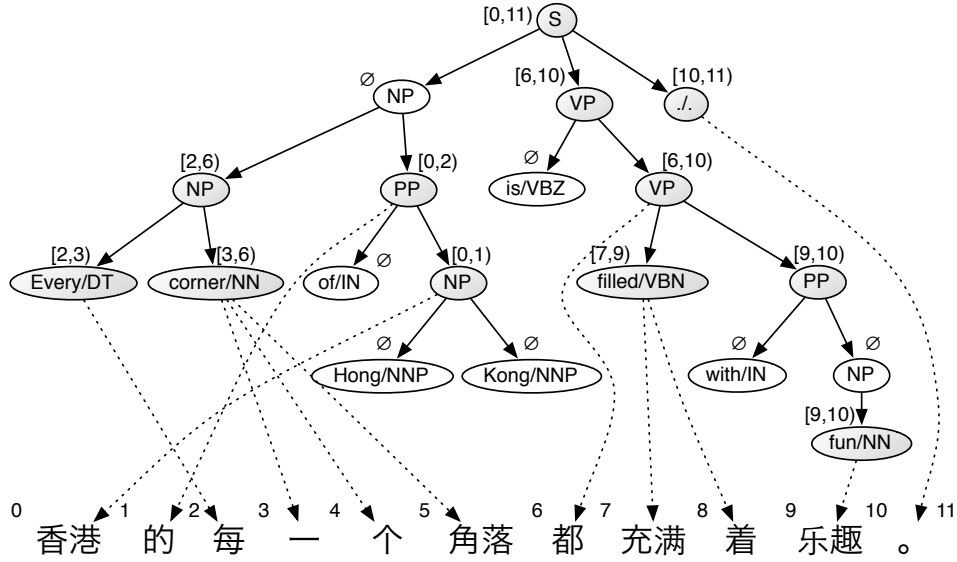 [0,11] S
∅ NP [6,10] VP [10,11] ./.
[2,6] NP [0,2] PP ∅ is/VBZ [6,10] VP
[2,3] Every/DT [3,6] corner/NN of/IN ∅ [0,1] NP [7,9] filled/VBN [9,10] PP
∅ Hong/NNP ∅ Kong/NNP ∅ with/IN ∅ NP
[9,10] fun/NN
0 1 2 3 4 5 6 7 8 9 10 11
香港 的 每 一 个 角落 都 充满 着 乐趣 。